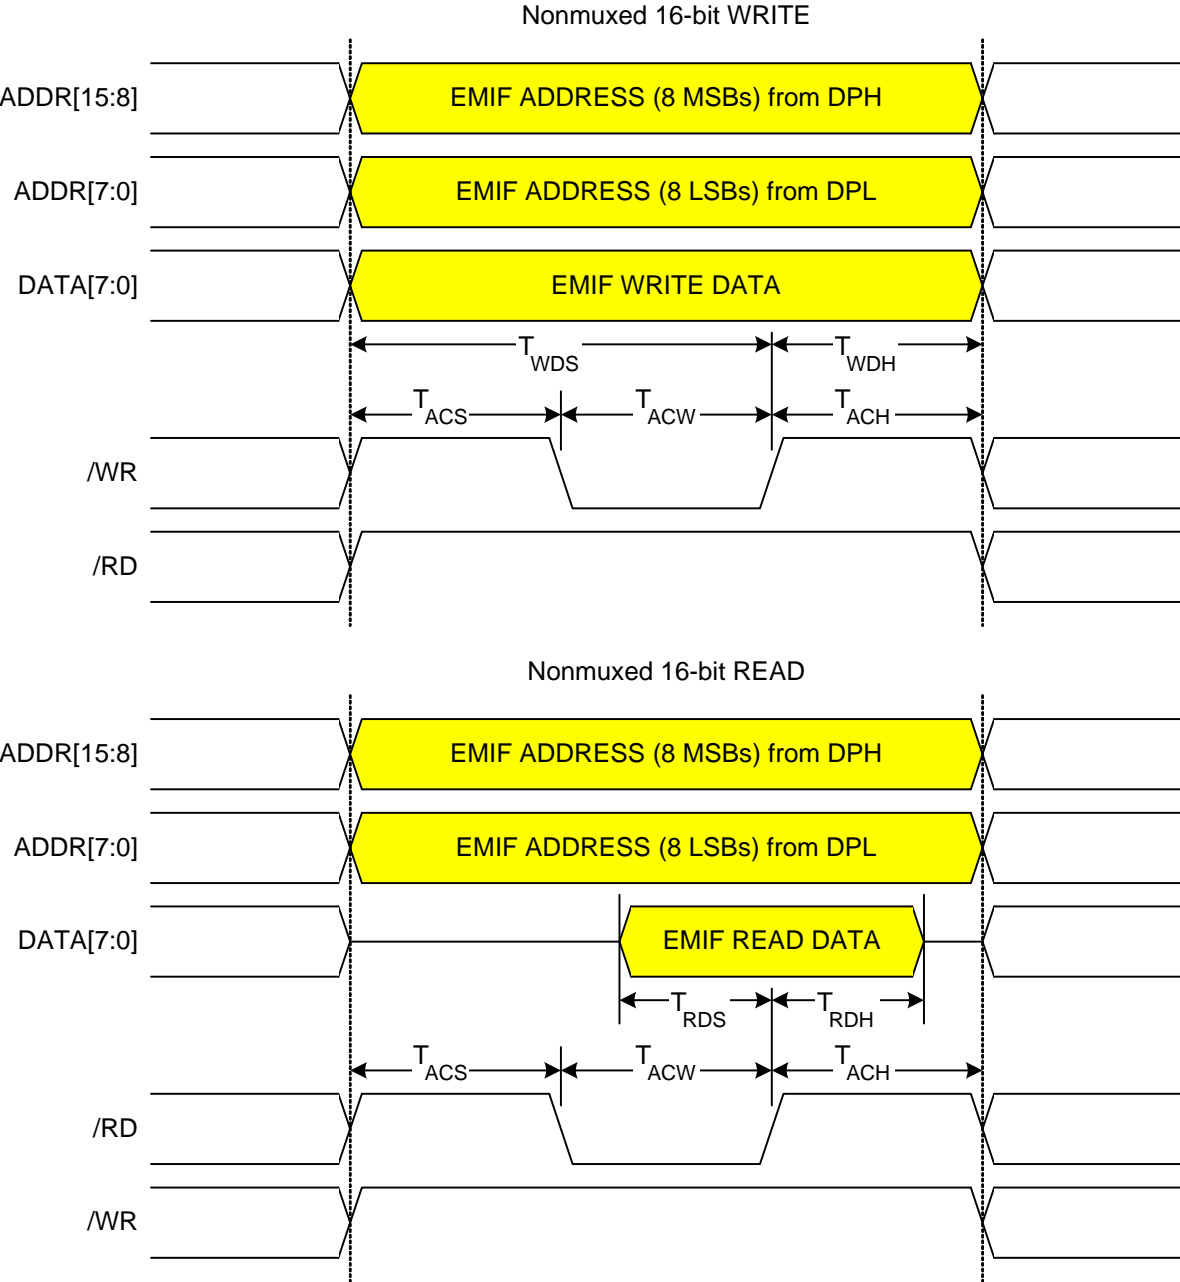 Nonmuxed 16-bit WRITE
ADDR[15:8]
EMIF ADDRESS (8 MSBs) from DPH
ADDR[7:0]
EMIF ADDRESS (8 LSBs) from DPL
DATA[7:0]
EMIF WRITE DATA
TWDS TWDH
TACS TACW TACH
/WR
/RD
Nonmuxed 16-bit READ
ADDR[15:8]
EMIF ADDRESS (8 MSBs) from DPH
ADDR[7:0]
EMIF ADDRESS (8 LSBs) from DPL
DATA[7:0]
EMIF READ DATA
TRDS TRDH
TACS TACW TACH
/RD
/WR